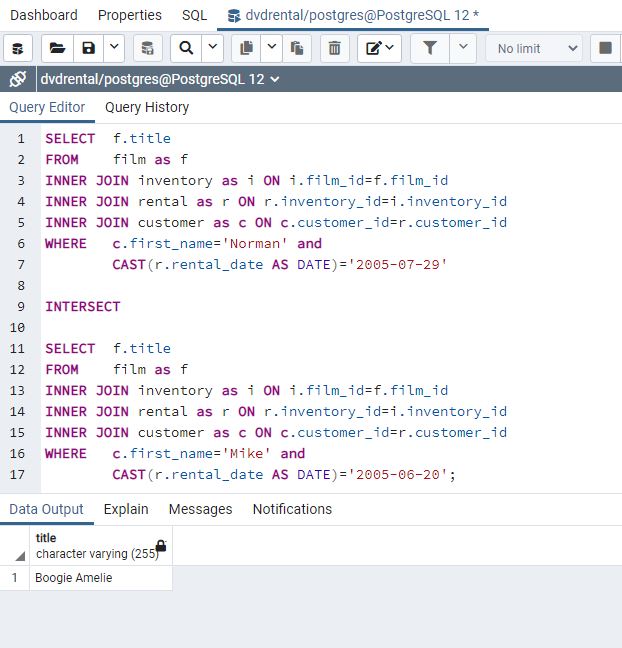 Dashboard Properties SQL dvdrental/postgres@PostgreSQL 12 *
No limit
dvdrental/postgres@PostgreSQL 12
Query Editor Query History
1 SELECT f.title
2 FROM film as f
3 INNER JOIN inventory as i ON i.film_id=f.film_id
4 INNER JOIN rental as r ON r.inventory_id=i.inventory_id
5 INNER JOIN customer as c ON c.customer_id=r.customer_id
6 WHERE c.first_name='Norman' and
7 CAST(r.rental_date AS DATE)='2005-07-29'
8
9 INTERSECT
10
11 SELECT f.title
12 FROM film as f
13 INNER JOIN inventory as i ON i.film_id=f.film_id
14 INNER JOIN rental as r ON r.inventory_id=i.inventory_id
15 INNER JOIN customer as c ON c.customer_id=r.customer_id
16 WHERE c.first_name='Mike' and
17 CAST(r.rental_date AS DATE)='2005-06-20';
Data Output Explain Messages Notifications
title
character varying (255)
1 Boogie Amelie